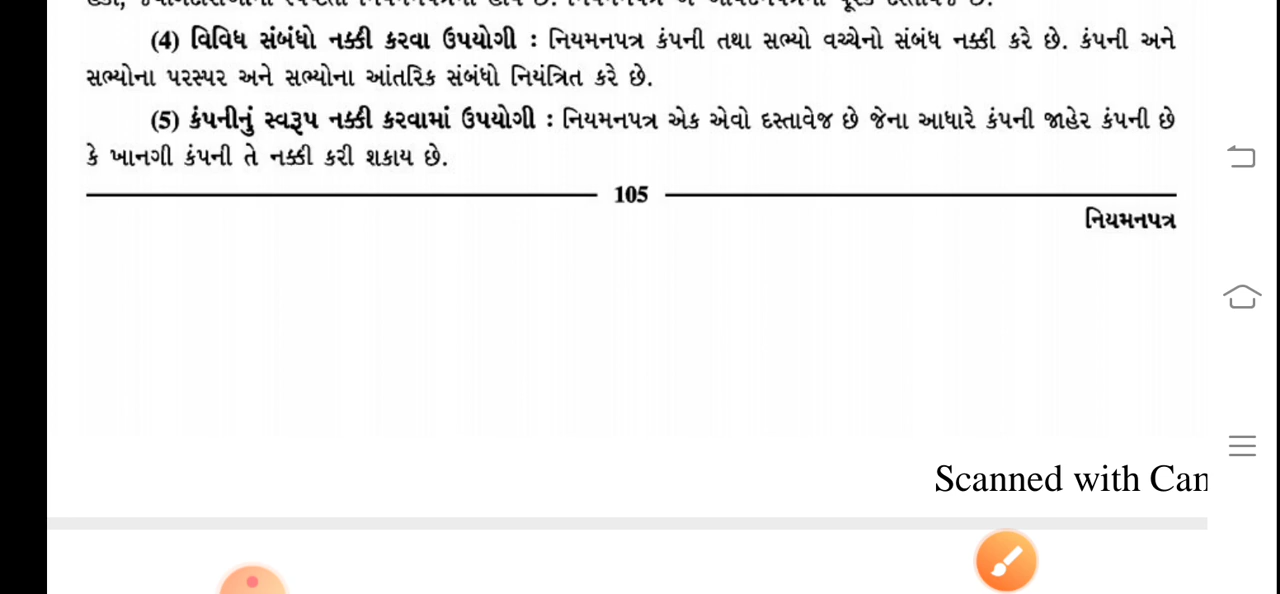 (4) વિવિધ સંબંધો નક્કી કરવા ઉપયોગી : નિયમનપત્ર કંપની તથા સભ્યો વચ્ચેનો સંબંધ નક્કી કરે છે. કંપની અને
સભ્યોના પરસ્પર અને સભ્યોના આંતરિક સંબંધો નિયંત્રિત કરે છે.
(5) કંપનીનું સ્વરૂપ નક્કી કરવામાં ઉપયોગી : નિયમનપત્ર એક એવો દસ્તાવેજ છે જેના આધારે કંપની જાહેર કંપની છે
કે ખાનગી કંપની તે નક્કી કરી શકાય છે.
105
નિયમનપત્ર
Scanned with Can